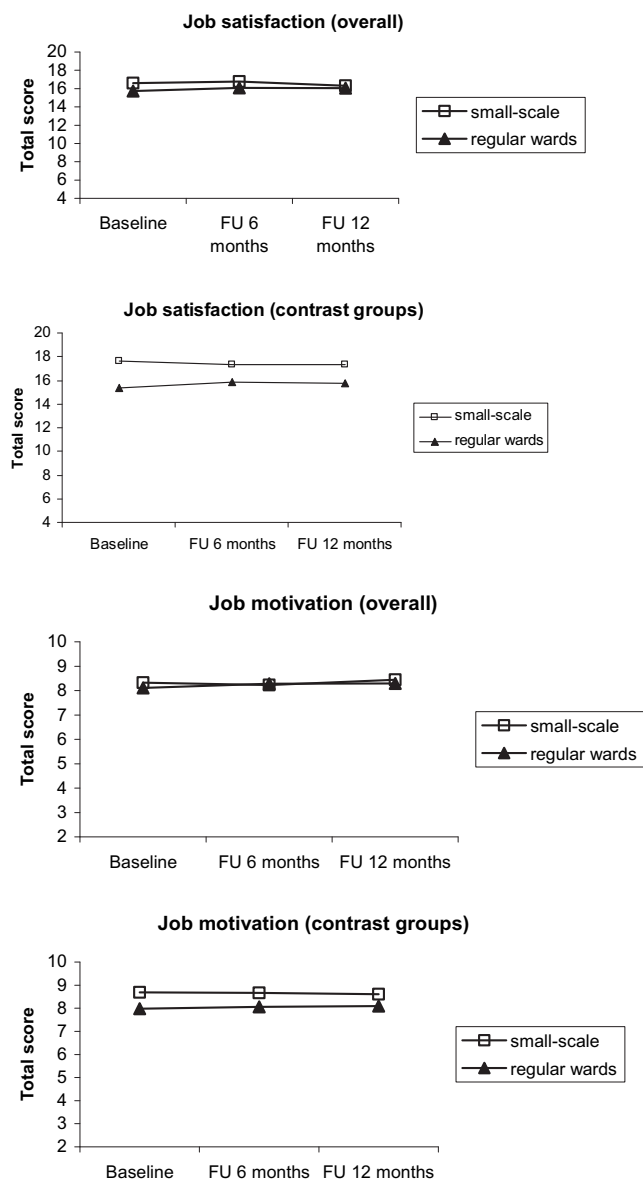 Job satisfaction (overall)
Total score
20
18
16
14
12
10
8
6
4
Baseline
FU 6
months
FU 12
months
small-scale
regular wards
Job satisfaction (contrast groups)
Total score
20
18
16
14
12
10
8
6
4
Baseline
FU 6 months
FU 12 months
small-scale
regular wards
Job motivation (overall)
Total score
10
9
8
7
6
5
4
3
2
Baseline
FU 6 months
FU 12 months
small-scale
regular wards
Job motivation (contrast groups)
Total score
10
9
8
7
6
5
4
3
2
Baseline
FU 6 months
FU 12 months
small-scale
regular wards